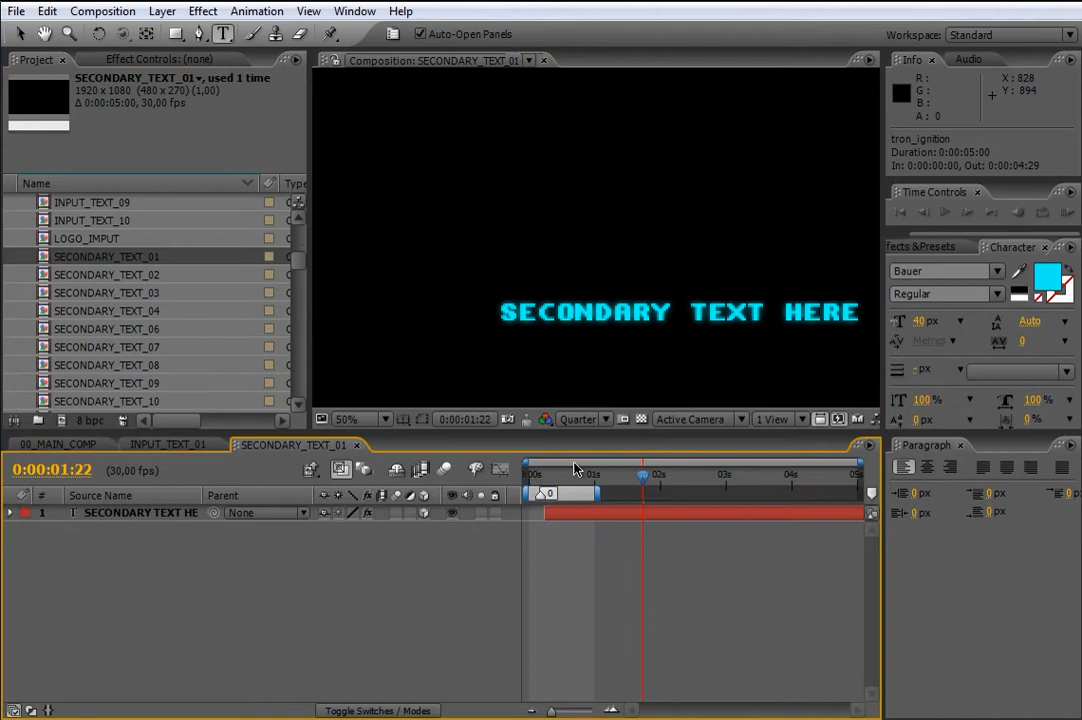 File Edit Composition Layer Effect Animation View Window Help
Auto-Open Panels
Workspace: Standard
Project Effect Controls: (none)
SECONDARY_TEXT_01, used 1 time
1920 x 1080 (480 x 270) (1,00)
Δ 0:00:05:00, 30,00 fps
Name Type
INPUT_TEXT_09
INPUT_TEXT_10
LOGO_IMPUT
SECONDARY_TEXT_01
SECONDARY_TEXT_02
SECONDARY_TEXT_03
SECONDARY_TEXT_04
SECONDARY_TEXT_06
SECONDARY_TEXT_07
SECONDARY_TEXT_08
SECONDARY_TEXT_09
SECONDARY_TEXT_10
8 bpc
Composition: SECONDARY_TEXT_01
SECONDARY TEXT HERE
50% 0:00:01:22 Quarter Active Camera 1 View
Info Audio
R : X : 828
G : Y : 894
B :
A : 0
tron_ignition
Duration: 0:00:05:00
In: 0:00:00:00, Out: 0:00:04:29
Time Controls
ffects&Presets Character
Bauer
Regular
40 px Auto
Metrics 0
- px
100 % 100 %
0 px 0 %
00_MAIN_COMP INPUT_TEXT_01 SECONDARY_TEXT_01
0:00:01:22 (30,00 fps)
:00s 01s 02s 03s 04s 05s
0
# Source Name Parent
1 T SECONDARY TEXT HE None
Toggle Switches / Modes
Paragraph
0 px 0 px 0 px
0 px 0 px